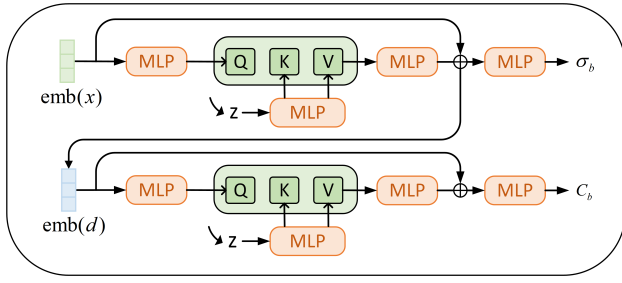 MLP Q K V MLP MLP σ_b
emb(x)
z MLP
MLP Q K V MLP MLP C_b
emb(d)
z MLP